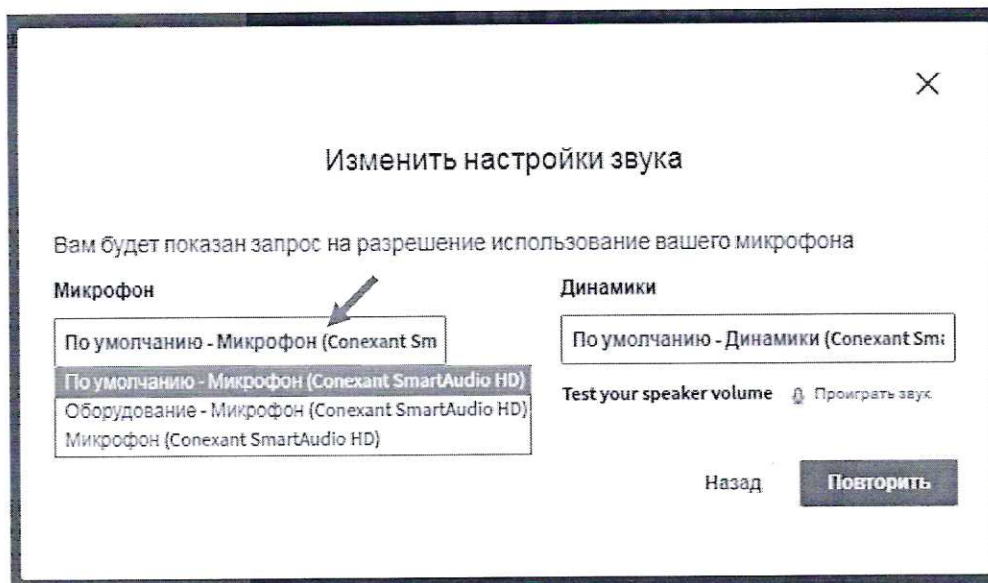 Изменить настройки звука
Вам будет показан запрос на разрешение использование вашего микрофона
Микрофон
По умолчанию - Микрофон (Conexant Sm
По умолчанию - Микрофон (Conexant SmartAudio HD)
Оборудование - Микрофон (Conexant SmartAudio HD)
Микрофон (Conexant SmartAudio HD)
Динамики
По умолчанию - Динамики (Conexant Sma
Test your speaker volume Проиграть звук
Назад Повторить